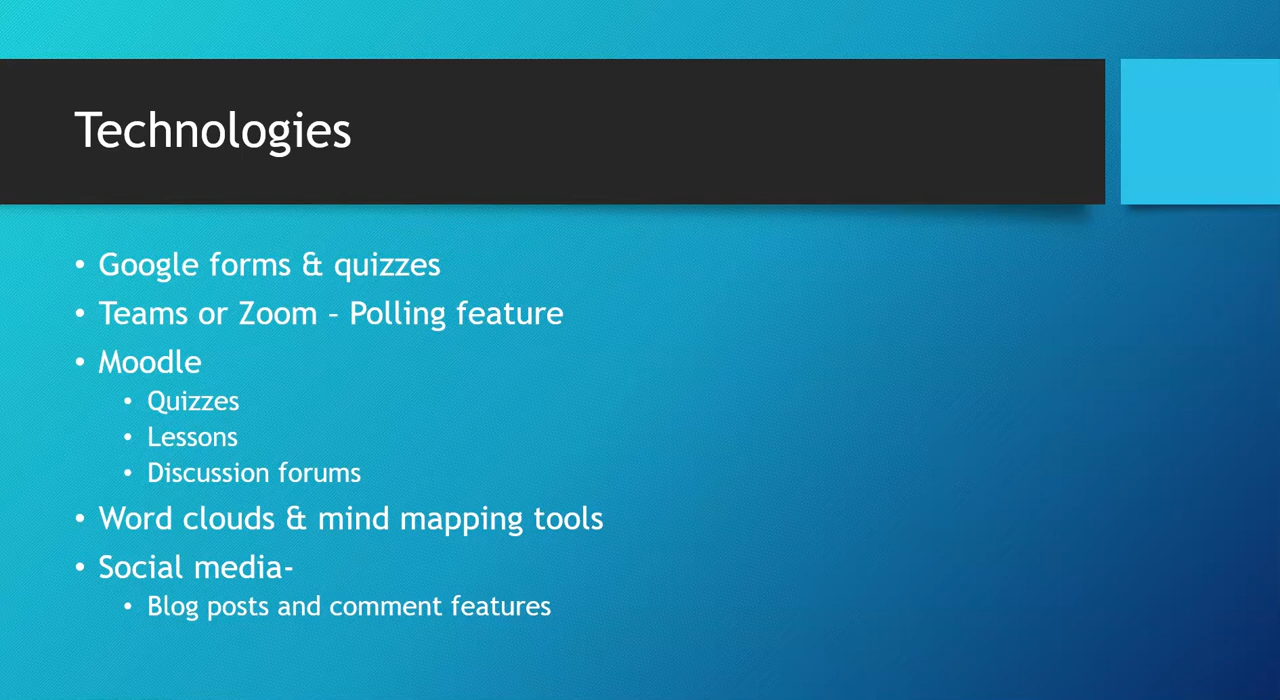 Technologies
• Google forms & quizzes
• Teams or Zoom – Polling feature
• Moodle
• Quizzes
• Lessons
• Discussion forums
• Word clouds & mind mapping tools
• Social media-
• Blog posts and comment features